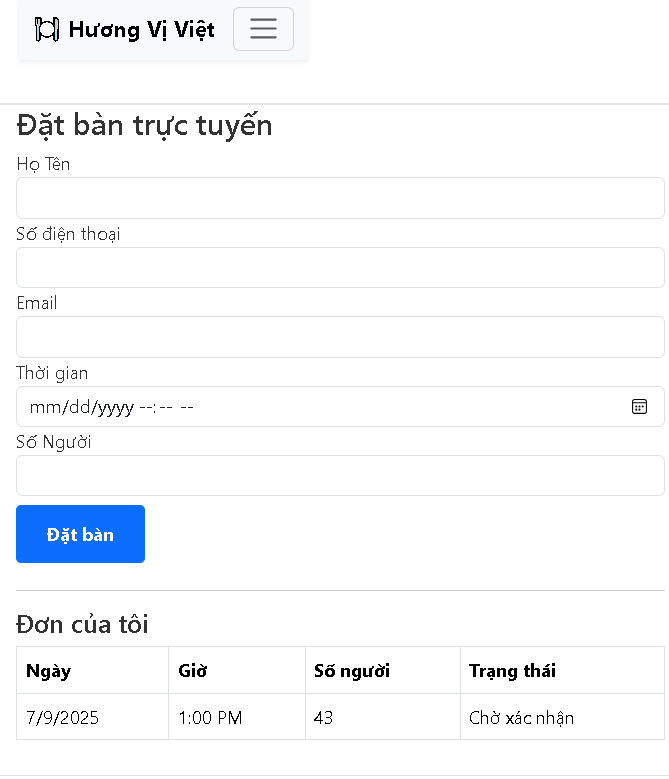 🍽 Hương Vị Việt
Đặt bàn trực tuyến
Họ Tên
Số điện thoại
Email
Thời gian
mm/dd/yyyy --:-- --
Số Người
Đặt bàn
Đơn của tôi
Ngày Giờ Số người Trạng thái
7/9/2025 1:00 PM 43 Chờ xác nhận